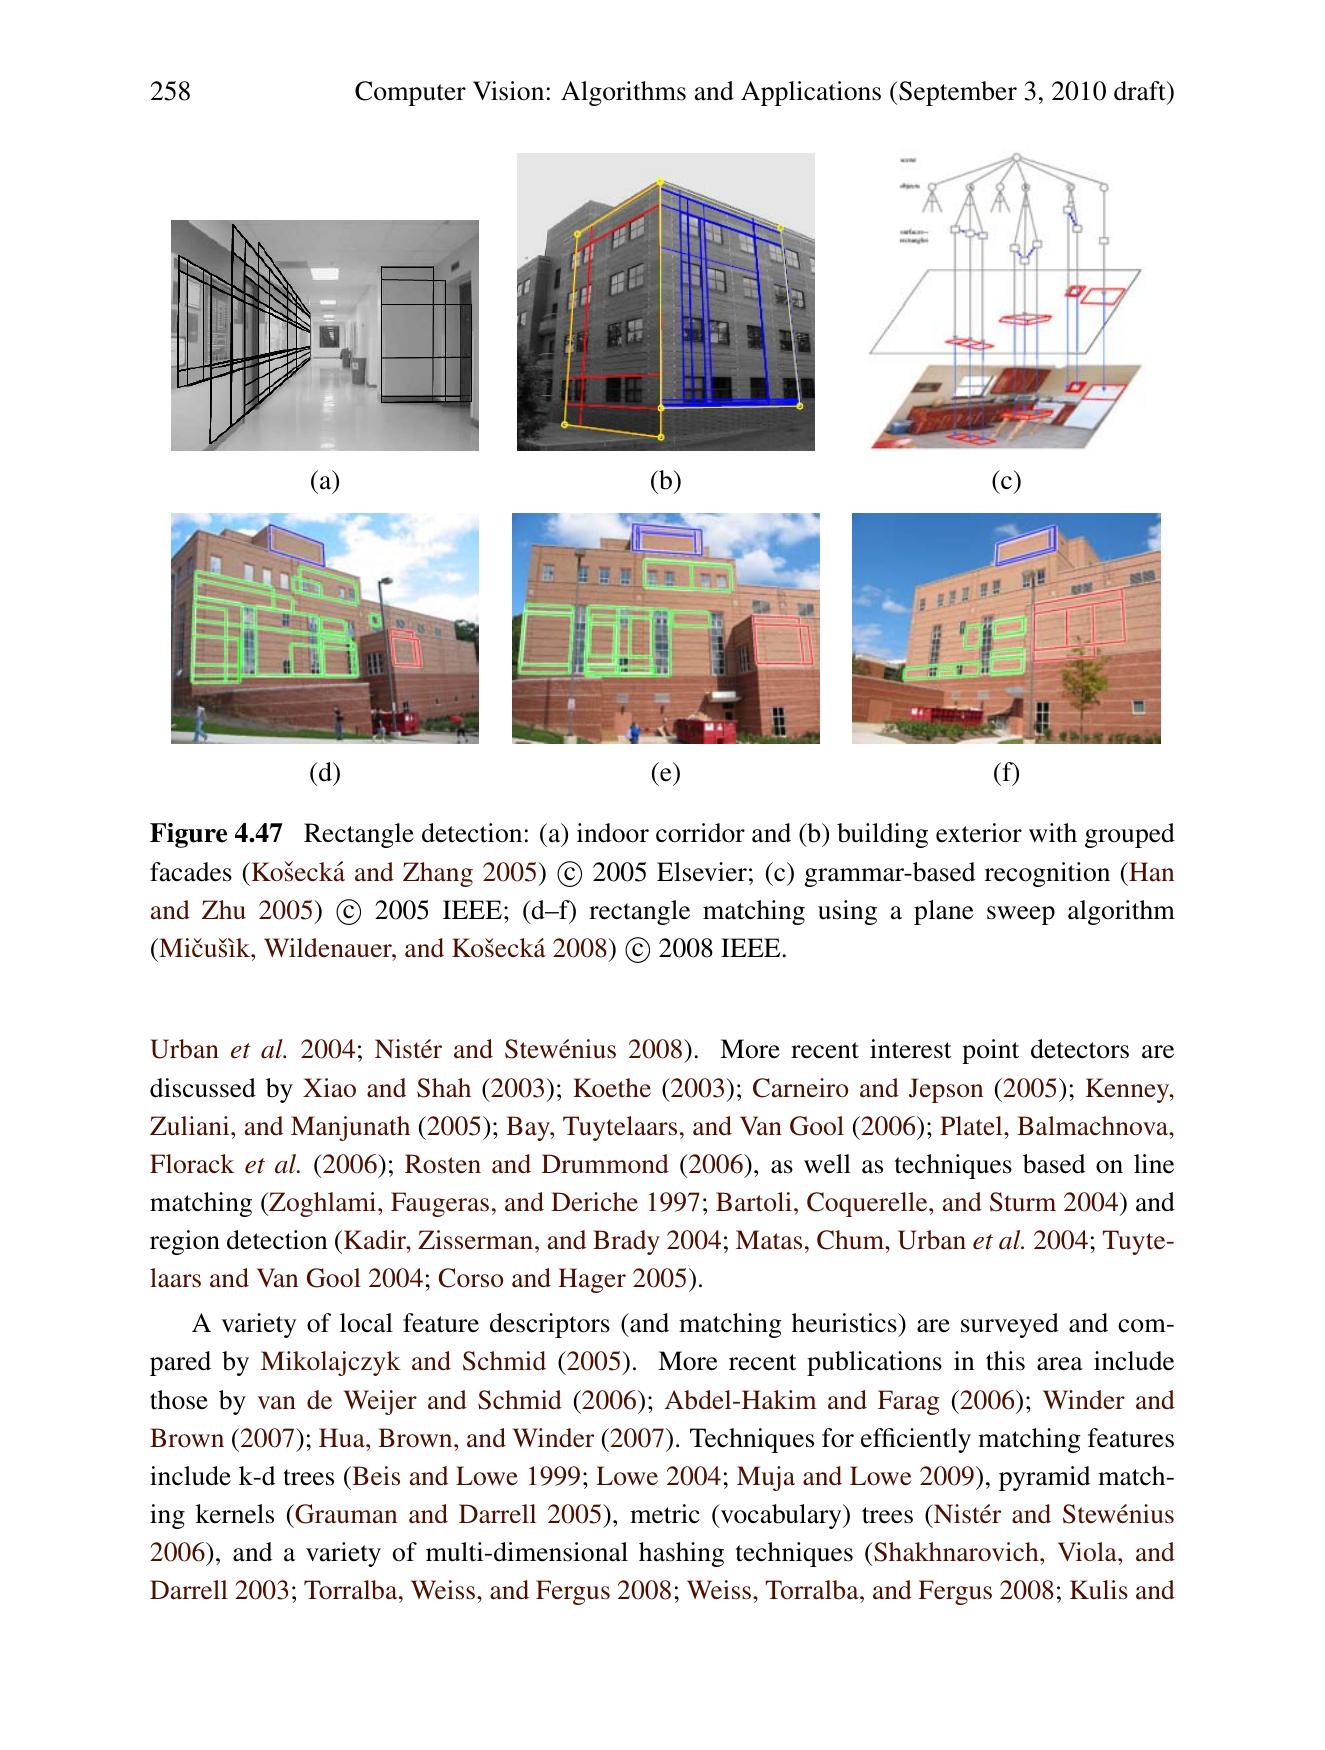 258 Computer Vision: Algorithms and Applications (September 3, 2010 draft)
scene
objects
surfaces--
rectangles
(a) (b) (c)
(d) (e) (f)
Figure 4.47 Rectangle detection: (a) indoor corridor and (b) building exterior with grouped
facades (Košecká and Zhang 2005) © 2005 Elsevier; (c) grammar-based recognition (Han
and Zhu 2005) © 2005 IEEE; (d–f) rectangle matching using a plane sweep algorithm
(Mičušìk, Wildenauer, and Košecká 2008) © 2008 IEEE.
Urban et al. 2004; Nistér and Stewénius 2008). More recent interest point detectors are
discussed by Xiao and Shah (2003); Koethe (2003); Carneiro and Jepson (2005); Kenney,
Zuliani, and Manjunath (2005); Bay, Tuytelaars, and Van Gool (2006); Platel, Balmachnova,
Florack et al. (2006); Rosten and Drummond (2006), as well as techniques based on line
matching (Zoghlami, Faugeras, and Deriche 1997; Bartoli, Coquerelle, and Sturm 2004) and
region detection (Kadir, Zisserman, and Brady 2004; Matas, Chum, Urban et al. 2004; Tuyte-
laars and Van Gool 2004; Corso and Hager 2005).
A variety of local feature descriptors (and matching heuristics) are surveyed and com-
pared by Mikolajczyk and Schmid (2005). More recent publications in this area include
those by van de Weijer and Schmid (2006); Abdel-Hakim and Farag (2006); Winder and
Brown (2007); Hua, Brown, and Winder (2007). Techniques for efficiently matching features
include k-d trees (Beis and Lowe 1999; Lowe 2004; Muja and Lowe 2009), pyramid match-
ing kernels (Grauman and Darrell 2005), metric (vocabulary) trees (Nistér and Stewénius
2006), and a variety of multi-dimensional hashing techniques (Shakhnarovich, Viola, and
Darrell 2003; Torralba, Weiss, and Fergus 2008; Weiss, Torralba, and Fergus 2008; Kulis and